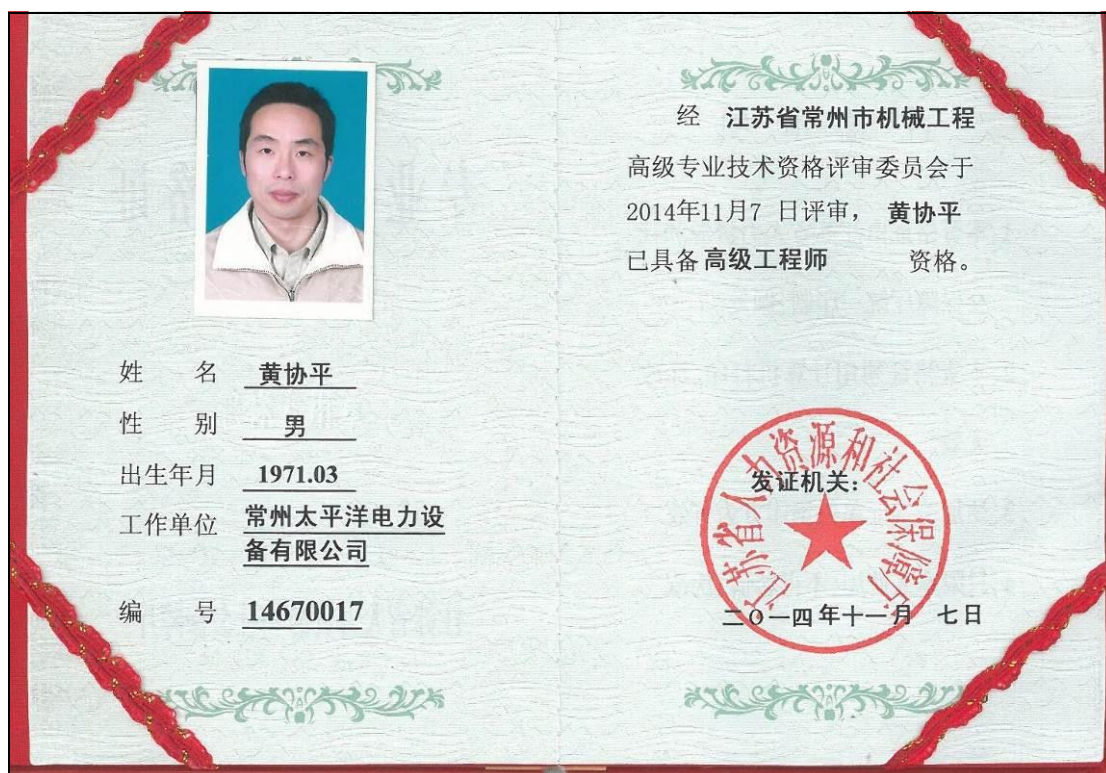 姓 名 黄协平
性 别 男
出生年月 1971.03
工作单位 常州太平洋电力设
备有限公司
编 号 14670017
经 江苏省常州市机械工程
高级专业技术资格评审委员会于
2014年11月7 日评审， 黄协平
已具备 高级工程师 资格。
江苏省人力资源和社会保障厅
发证机关：
二〇一四年十一月 七日